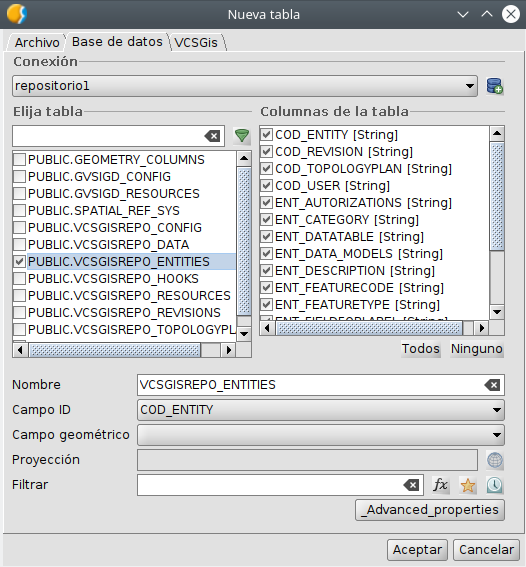 Nueva tabla
Archivo Base de datos VCSGis
Conexión
repositorio1
Elija tabla
PUBLIC.GEOMETRY_COLUMNS
PUBLIC.GVSIGD_CONFIG
PUBLIC.GVSIGD_RESOURCES
PUBLIC.SPATIAL_REF_SYS
PUBLIC.VCSGISREPO_CONFIG
PUBLIC.VCSGISREPO_DATA
PUBLIC.VCSGISREPO_ENTITIES
PUBLIC.VCSGISREPO_HOOKS
PUBLIC.VCSGISREPO_RESOURCES
PUBLIC.VCSGISREPO_REVISIONS
PUBLIC.VCSGISREPO_TOPOLOGYPL
Columnas de la tabla
COD_ENTITY [String]
COD_REVISION [String]
COD_TOPOLOGYPLAN [String]
COD_USER [String]
ENT_AUTORIZATIONS [String]
ENT_CATEGORY [String]
ENT_DATATABLE [String]
ENT_DATA_MODELS [String]
ENT_DESCRIPTION [String]
ENT_FEATURECODE [String]
ENT_FEATURETYPE [String]
ENT_FIELDFORLABEL [String]
Todos Ninguno
Nombre VCSGISREPO_ENTITIES
Campo ID COD_ENTITY
Campo geométrico
Proyección
Filtrar fx
_Advanced_properties
Aceptar Cancelar